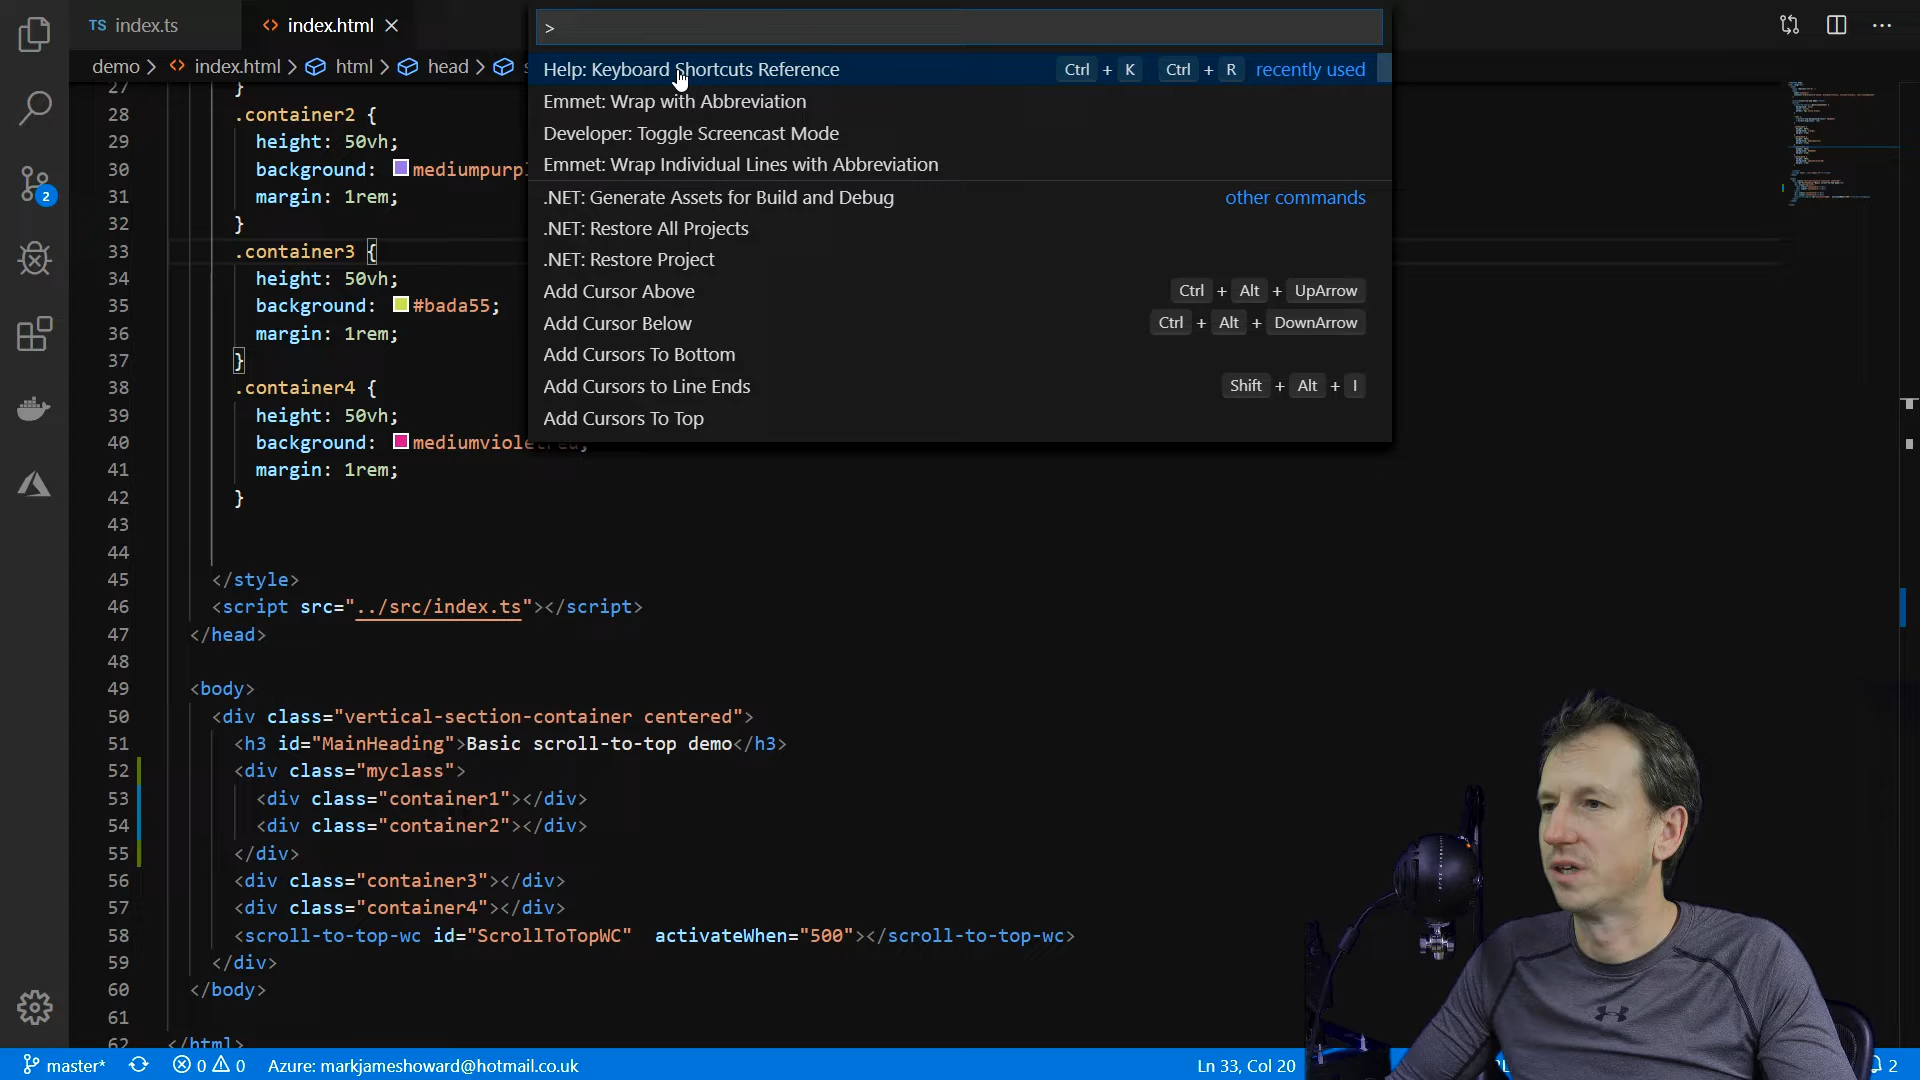 TS index.ts
<> index.html
demo > <> index.html > html > head >
>
Help: Keyboard Shortcuts Reference Ctrl + K Ctrl + R recently used
Emmet: Wrap with Abbreviation
Developer: Toggle Screencast Mode
Emmet: Wrap Individual Lines with Abbreviation
.NET: Generate Assets for Build and Debug other commands
.NET: Restore All Projects
.NET: Restore Project
Add Cursor Above Ctrl + Alt + UpArrow
Add Cursor Below Ctrl + Alt + DownArrow
Add Cursors To Bottom
Add Cursors to Line Ends Shift + Alt + I
Add Cursors To Top
27 }
28 .container2 {
29 height: 50vh;
30 background: mediumpurpl
31 margin: 1rem;
32 }
33 .container3 {
34 height: 50vh;
35 background: #bada55;
36 margin: 1rem;
37 }
38 .container4 {
39 height: 50vh;
40 background: mediumvioletred;
41 margin: 1rem;
42 }
43
44
45 </style>
46 <script src="../src/index.ts"></script>
47 </head>
48
49 <body>
50 <div class="vertical-section-container centered">
51 <h3 id="MainHeading">Basic scroll-to-top demo</h3>
52 <div class="myclass">
53 <div class="container1"></div>
54 <div class="container2"></div>
55 </div>
56 <div class="container3"></div>
57 <div class="container4"></div>
58 <scroll-to-top-wc id="ScrollToTopWC" activateWhen="500"></scroll-to-top-wc>
59 </div>
60 </body>
61
62 </html>
2
master* 0 0 Azure: markjameshoward@hotmail.co.uk Ln 33, Col 20 2